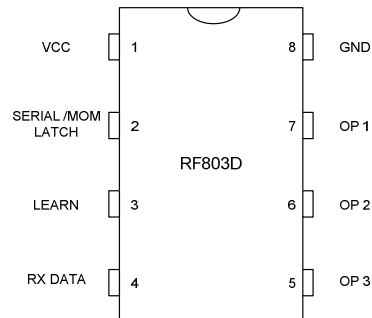 VCC 1 8 GND
SERIAL /MOM
LATCH 2 7 OP 1
RF803D
LEARN 3 6 OP 2
RX DATA 4 5 OP 3